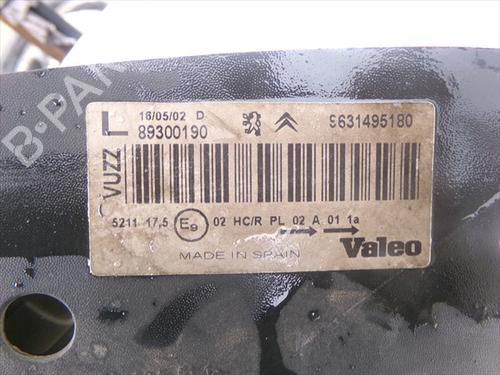 B-PARTS
VUZZ
L
16/05/02 D
89300190
9631495180
5211 17,5 E9 02 HC/R PL 02 A 01 1a
MADE IN SPAIN
Valeo